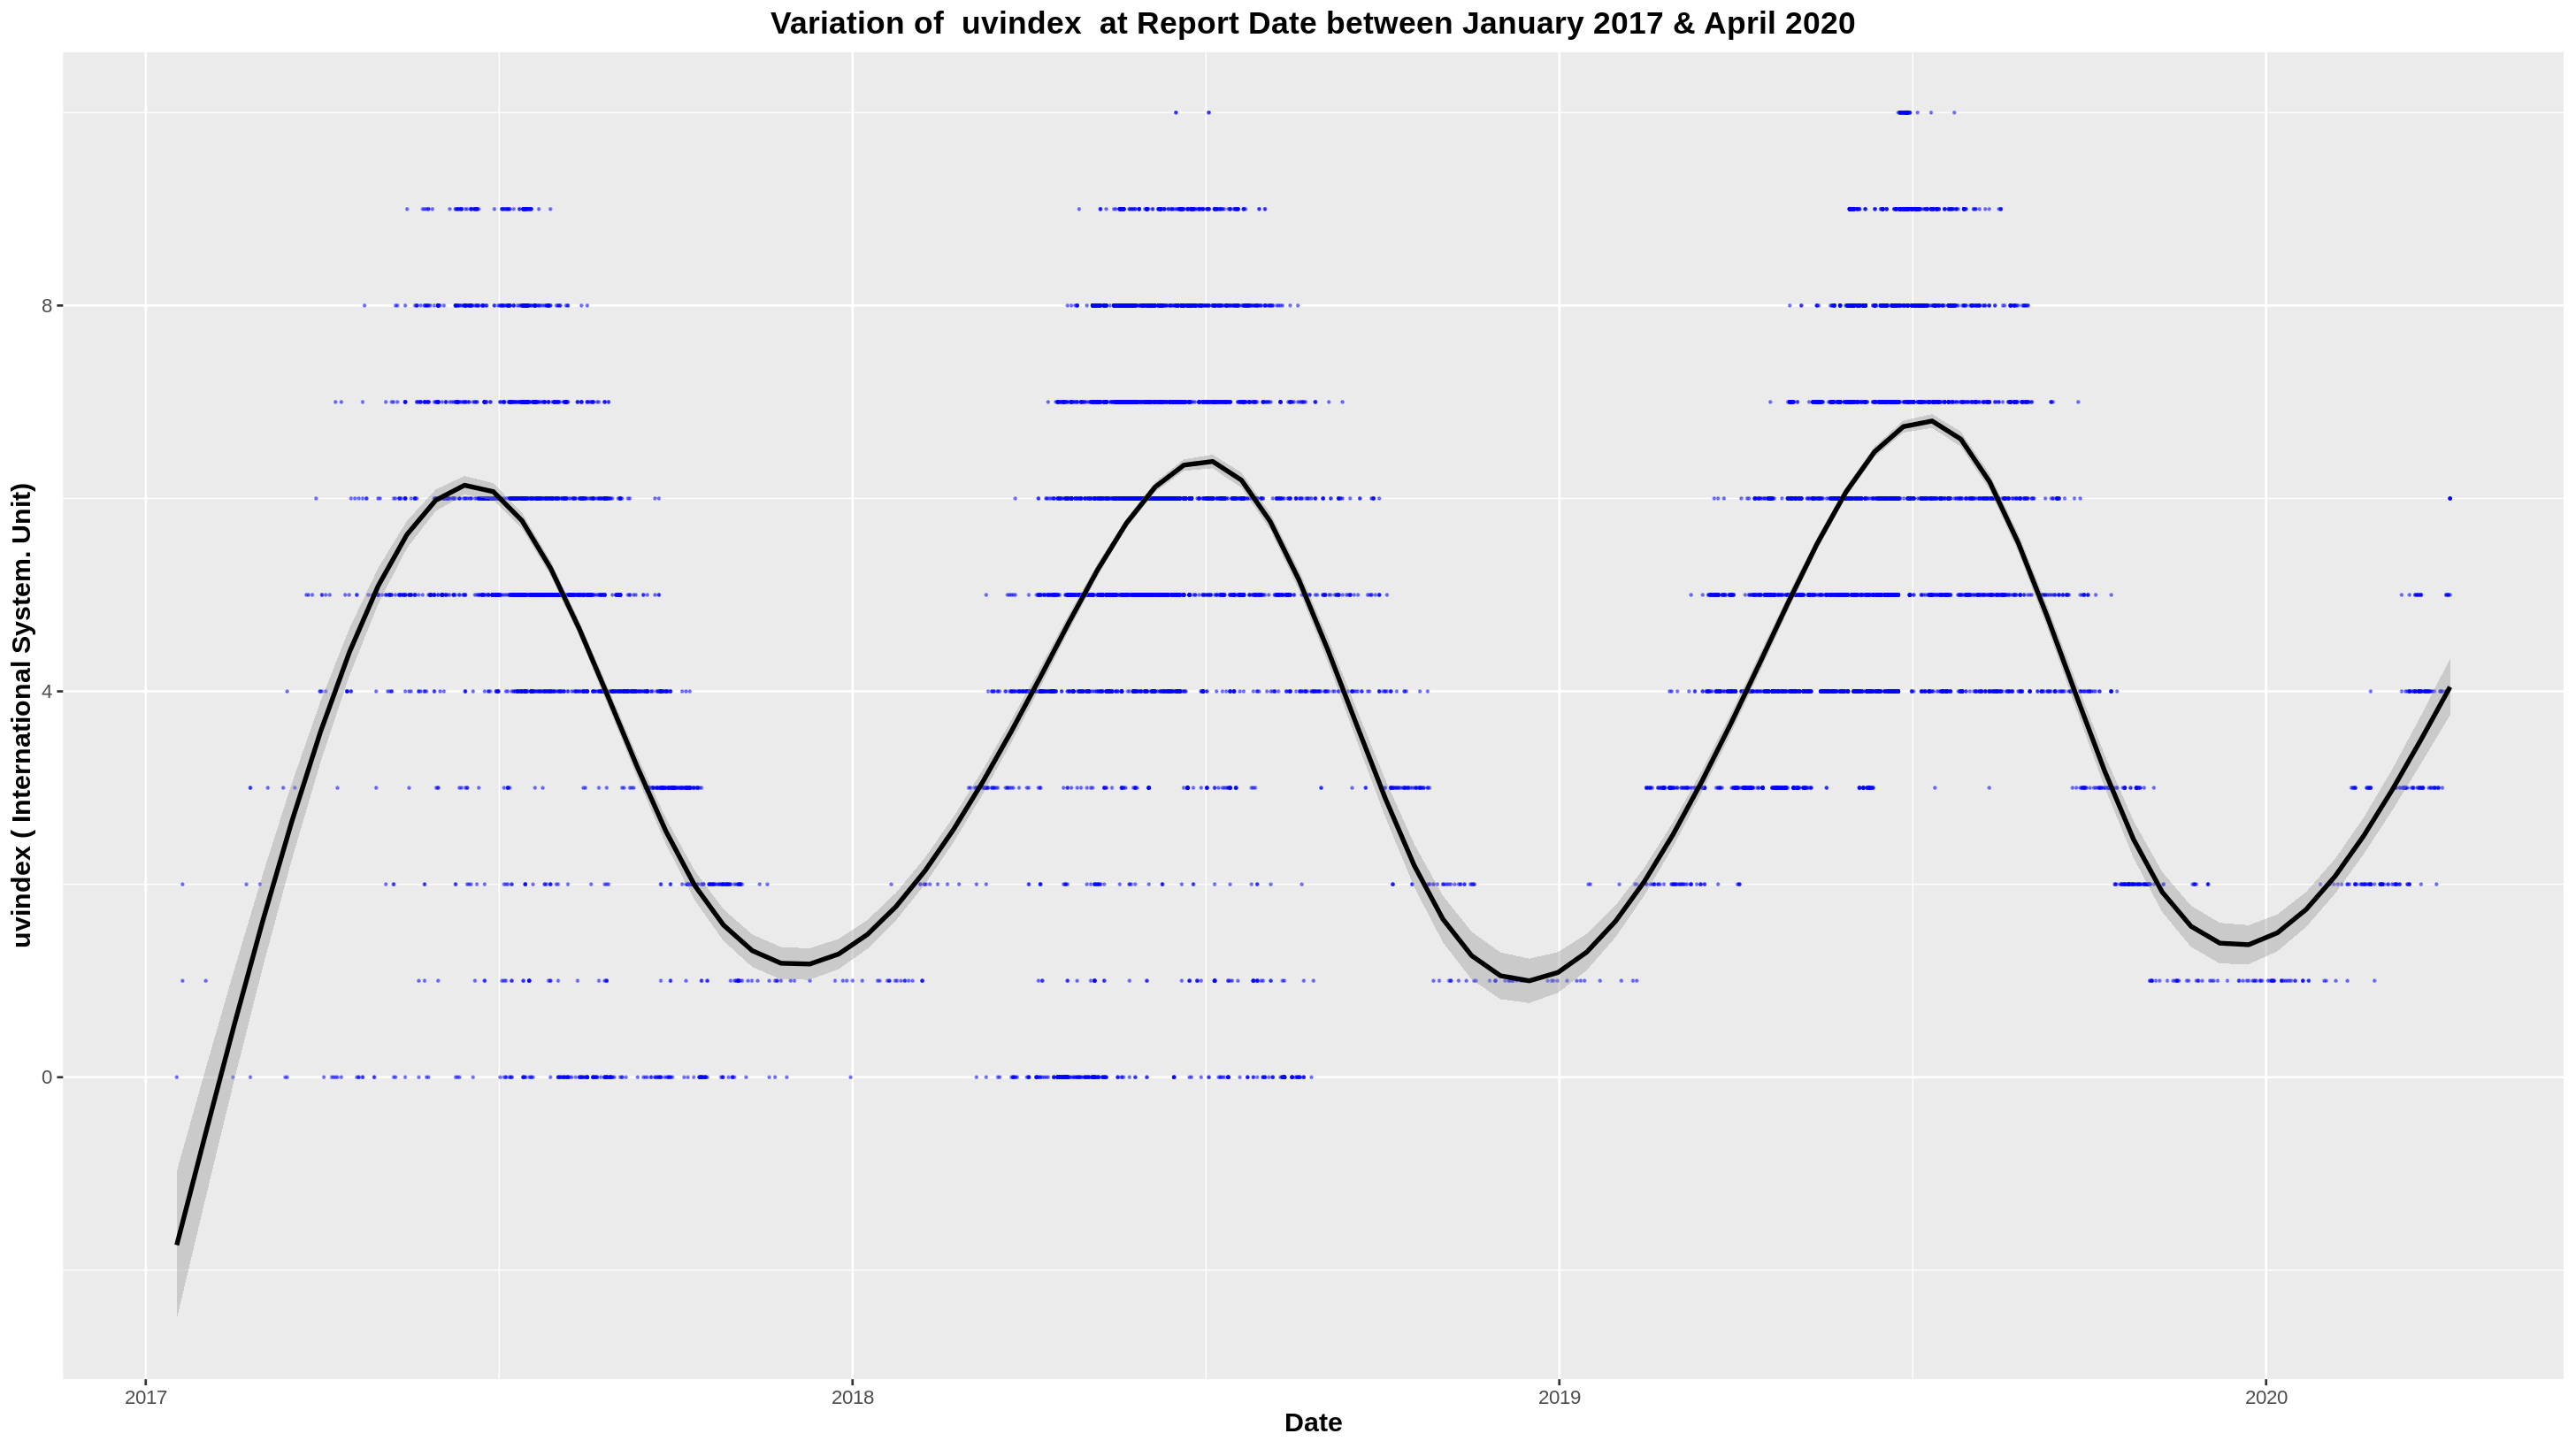 Variation of  uvindex  at Report Date between January 2017 & April 2020
uvindex ( International System. Unit)
8
4
0
2017 2018 2019 2020
Date